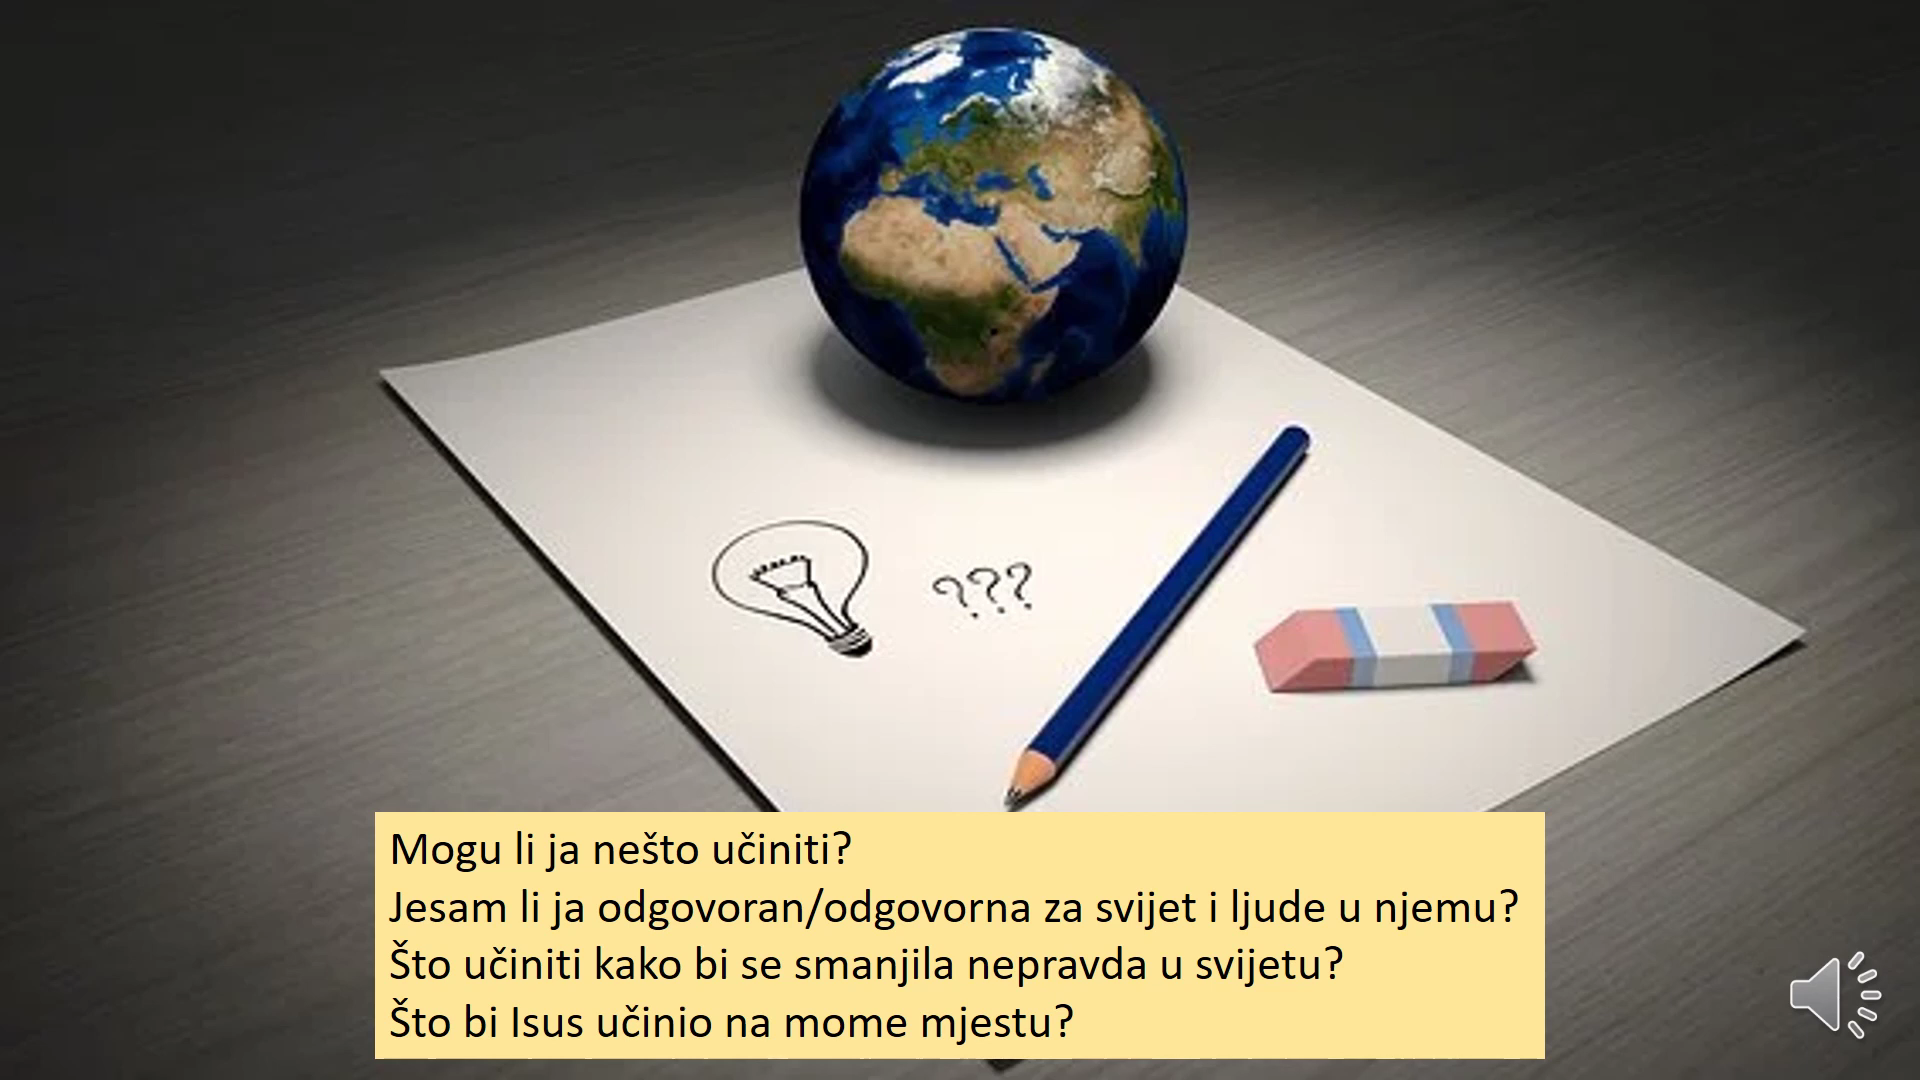 ???
Mogu li ja nešto učiniti?
Jesam li ja odgovoran/odgovorna za svijet i ljude u njemu?
Što učiniti kako bi se smanjila nepravda u svijetu?
Što bi Isus učinio na mome mjestu?